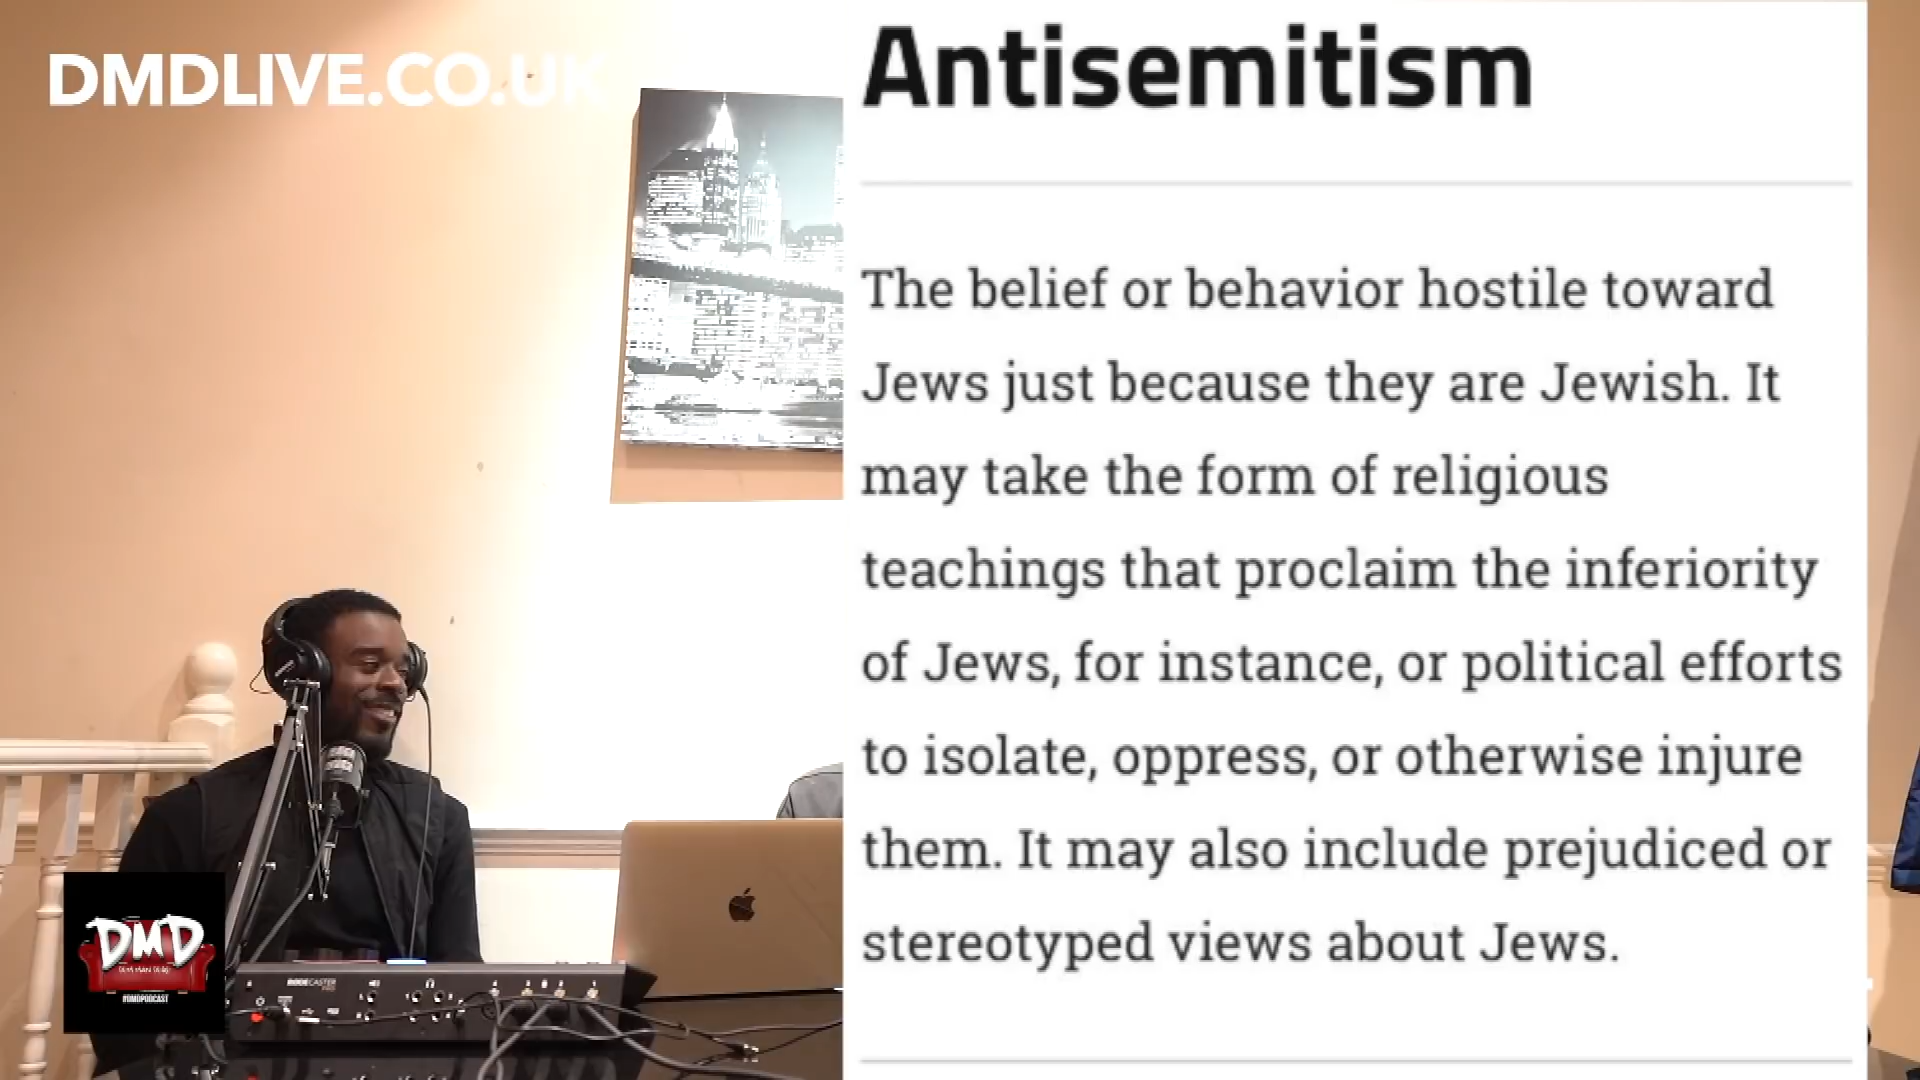 DMDLIVE.CO.UK
Antisemitism
The belief or behavior hostile toward
Jews just because they are Jewish. It
may take the form of religious
teachings that proclaim the inferiority
of Jews, for instance, or political efforts
to isolate, oppress, or otherwise injure
them. It may also include prejudiced or
stereotyped views about Jews.
DMD
#DMDPODCAST
RØDECASTER
PRO